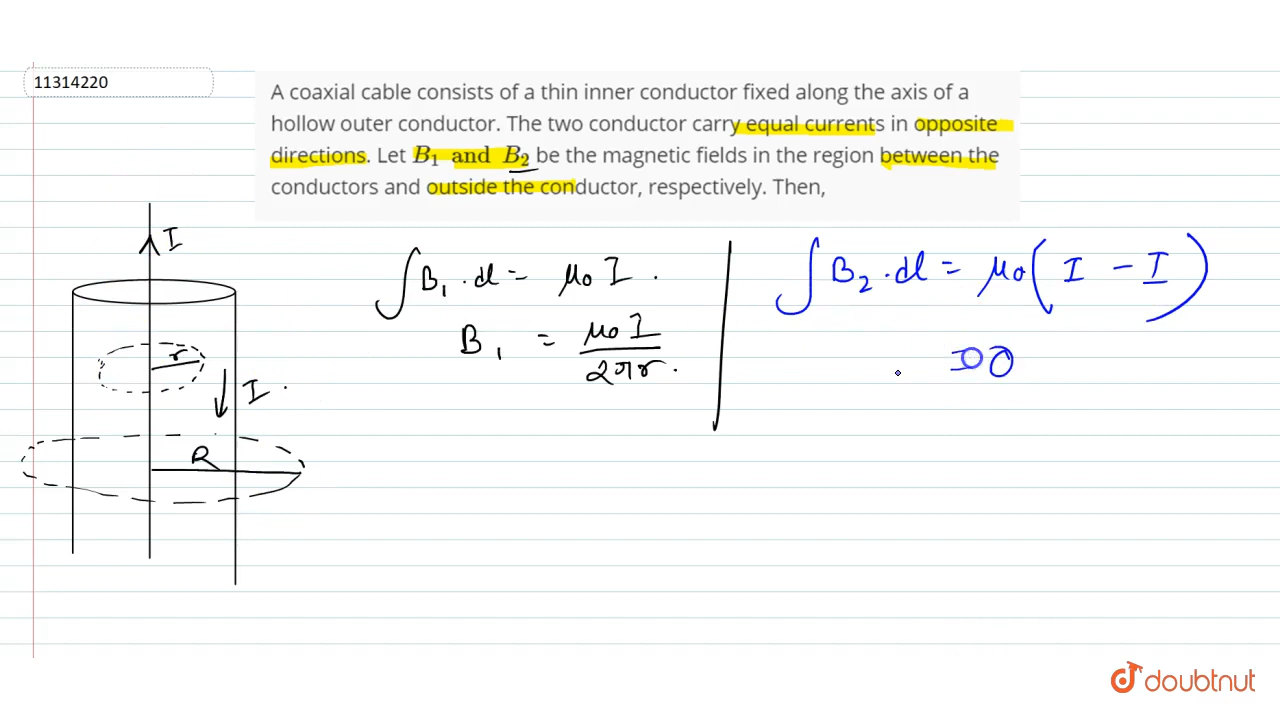 11314220
A coaxial cable consists of a thin inner conductor fixed along the axis of a
hollow outer conductor. The two conductor carry equal currents in opposite
directions. Let B₁ and B₂ be the magnetic fields in the region between the
conductors and outside the conductor, respectively. Then,
I
∫B₁·dl = μ₀ I.
B₁ = μ₀ I / 2πr.
∫B₂·dl = μ₀(I - I)
r
I.
R
doubtnut